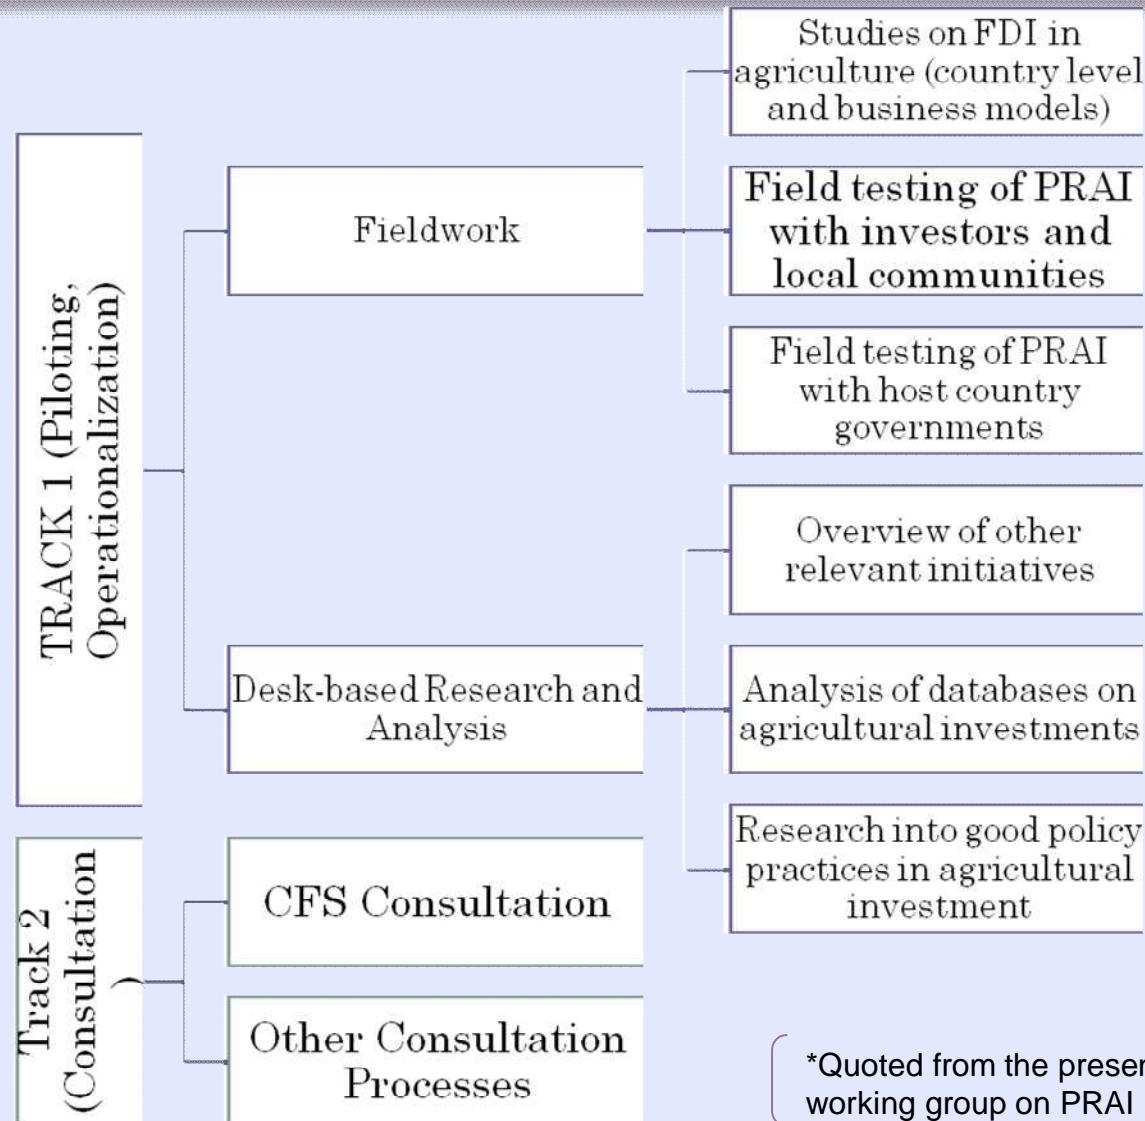 TRACK 1 (Piloting,
Operationalization)
Fieldwork
Studies on FDI in
agriculture (country level
and business models)
Field testing of PRAI
with investors and
local communities
Field testing of PRAI
with host country
governments
Desk-based Research and
Analysis
Overview of other
relevant initiatives
Analysis of databases on
agricultural investments
Research into good policy
practices in agricultural
investment
Track 2
(Consultation
)
CFS Consultation
Other Consultation
Processes
*Quoted from the
working group on PRAI